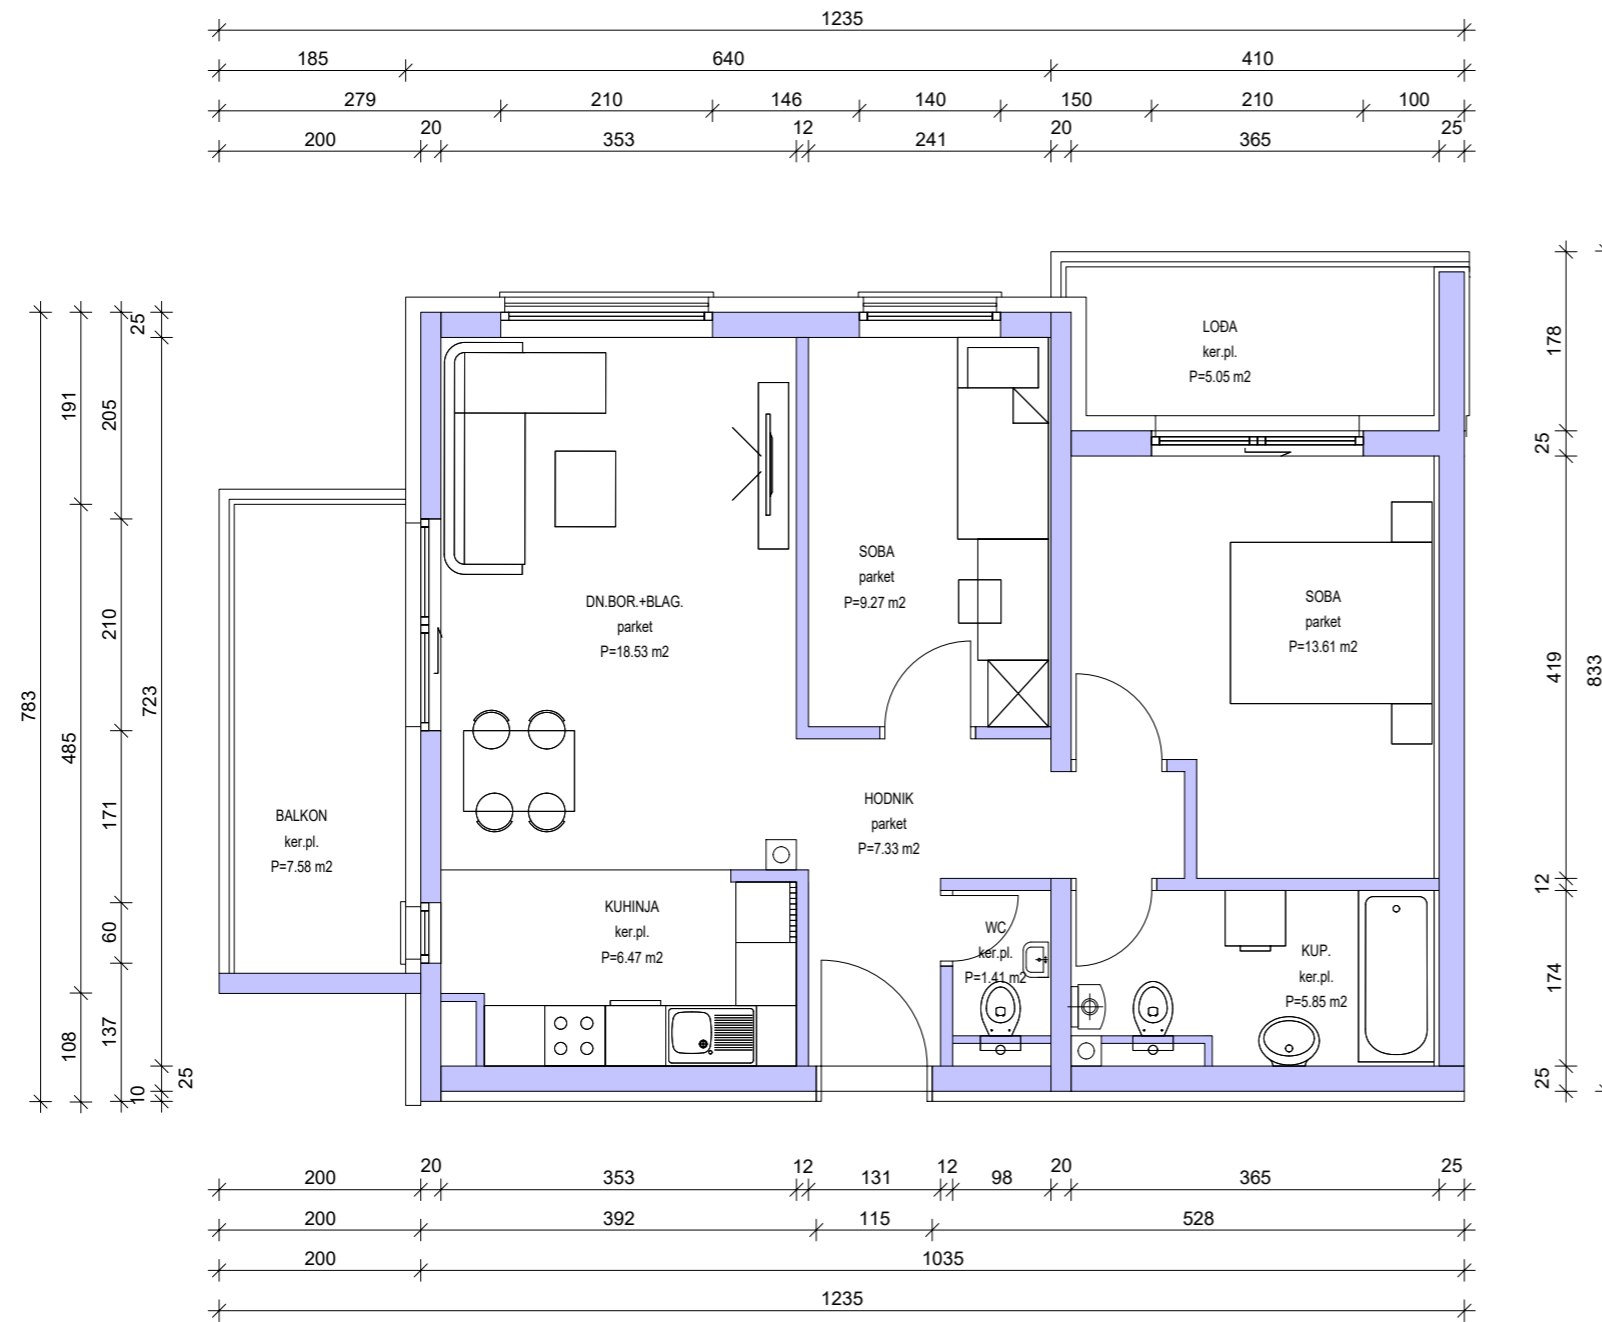 1235
185 640 410
279 210 146 140 150 210 100
200 20 353 12 241 20 365 25
LOĐA
ker.pl.
P=5.05 m2
SOBA
parket
P=9.27 m2
DN.BOR.+BLAG.
parket
P=18.53 m2
SOBA
parket
P=13.61 m2
HODNIK
parket
P=7.33 m2
BALKON
ker.pl.
P=7.58 m2
KUHINJA
ker.pl.
P=6.47 m2
WC
ker.pl.
P=1.41 m2
KUP.
ker.pl.
P=5.85 m2
783
191 485 108
205 210 171 60 137
25 723 25 10
178 25 419 12 174 25
833
200 20 353 12 131 12 98 20 365 25
200 392 115 528
200 1035
1235